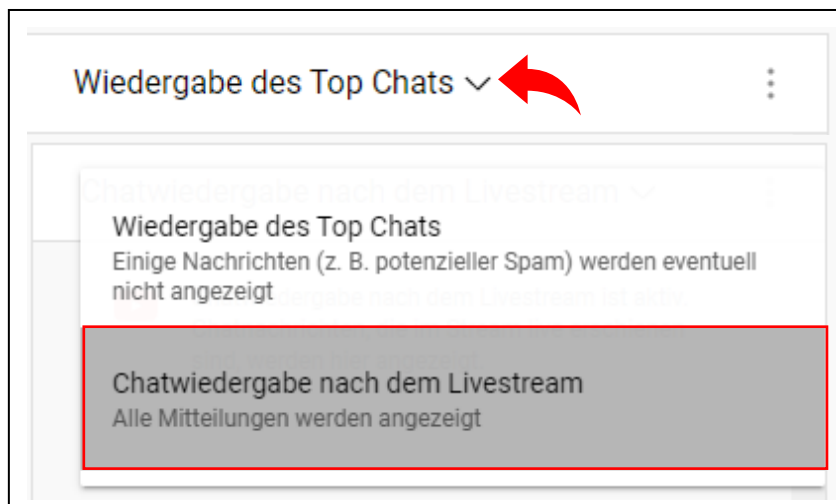 Wiedergabe des Top Chats
Chatwiedergabe nach dem Livestream
Wiedergabe des Top Chats
Einige Nachrichten (z. B. potenzieller Spam) werden eventuell
nicht angezeigt
Chatwiedergabe nach dem Livestream
Alle Mitteilungen werden angezeigt